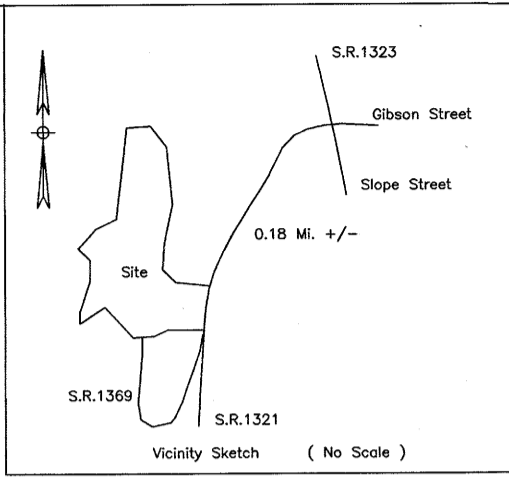 S.R.1323
Gibson Street
Slope Street
0.18 Mi. +/-
Site
S.R.1369
S.R.1321
Vicinity Sketch ( No Scale )